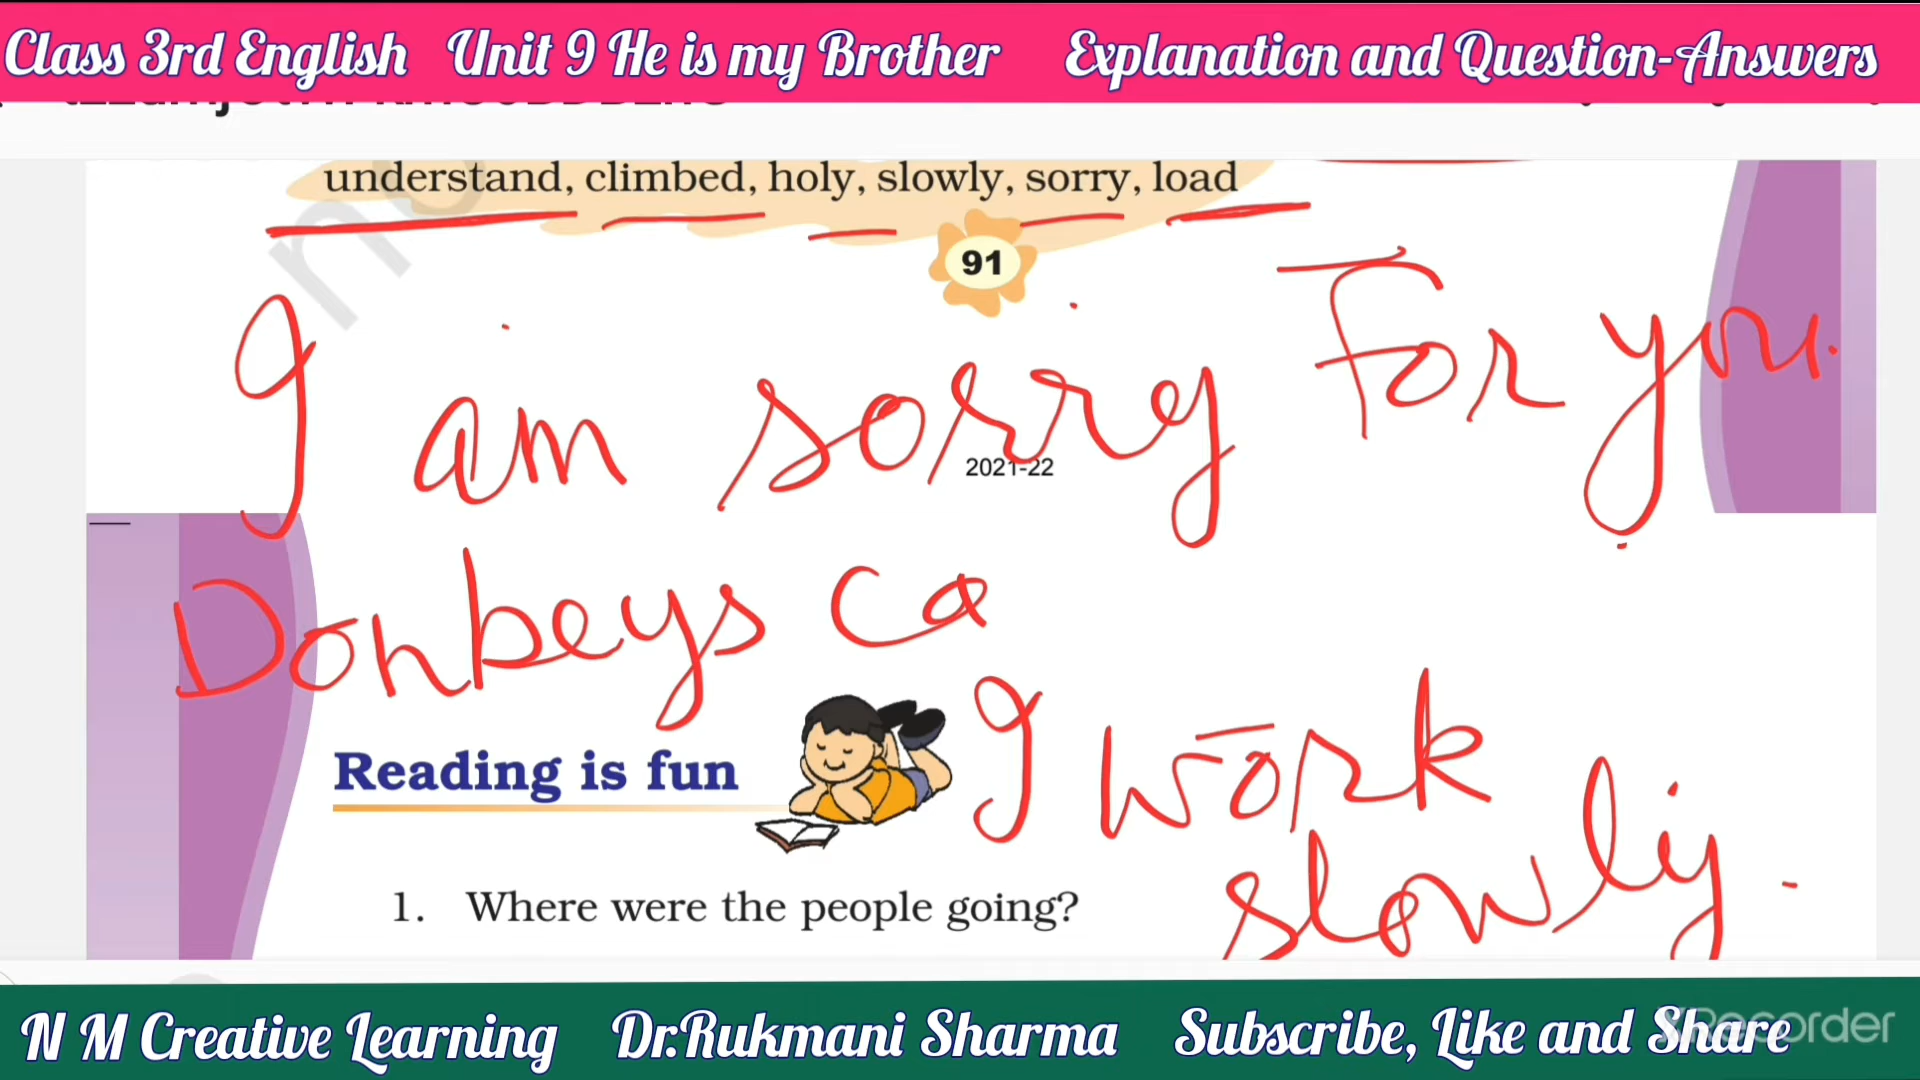 Class 3rd English Unit 9 He is my Brother Explanation and Question-Answers
understand, climbed, holy, slowly, sorry, load
91
I am sorry For you.
2021-22
Donkeys ca
I work
slowly.
Reading is fun
1. Where were the people going?
N M Creative Learning Dr.Rukmani Sharma Subscribe, Like and Share